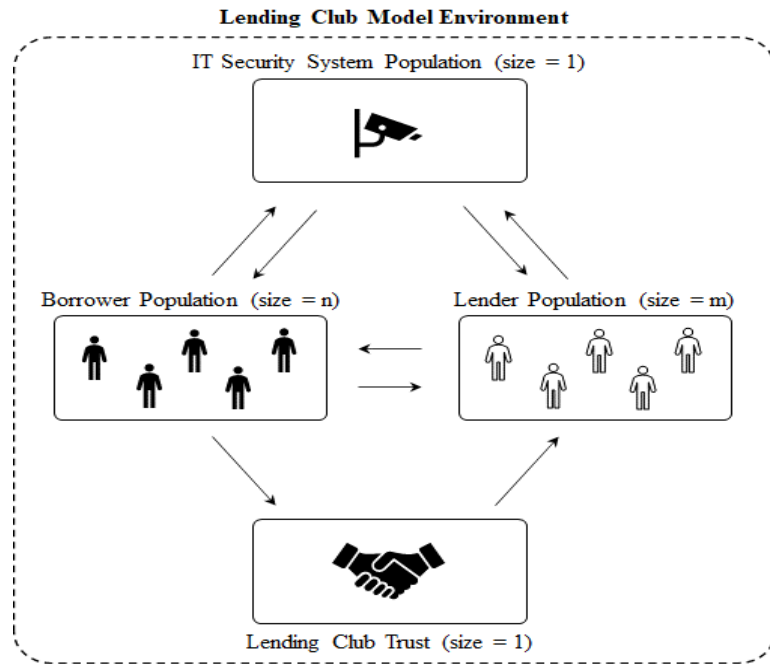 Lending Club Model Environment
IT Security System Population (size = 1)
Borrower Population (size = n)
Lender Population (size = m)
Lending Club Trust (size = 1)